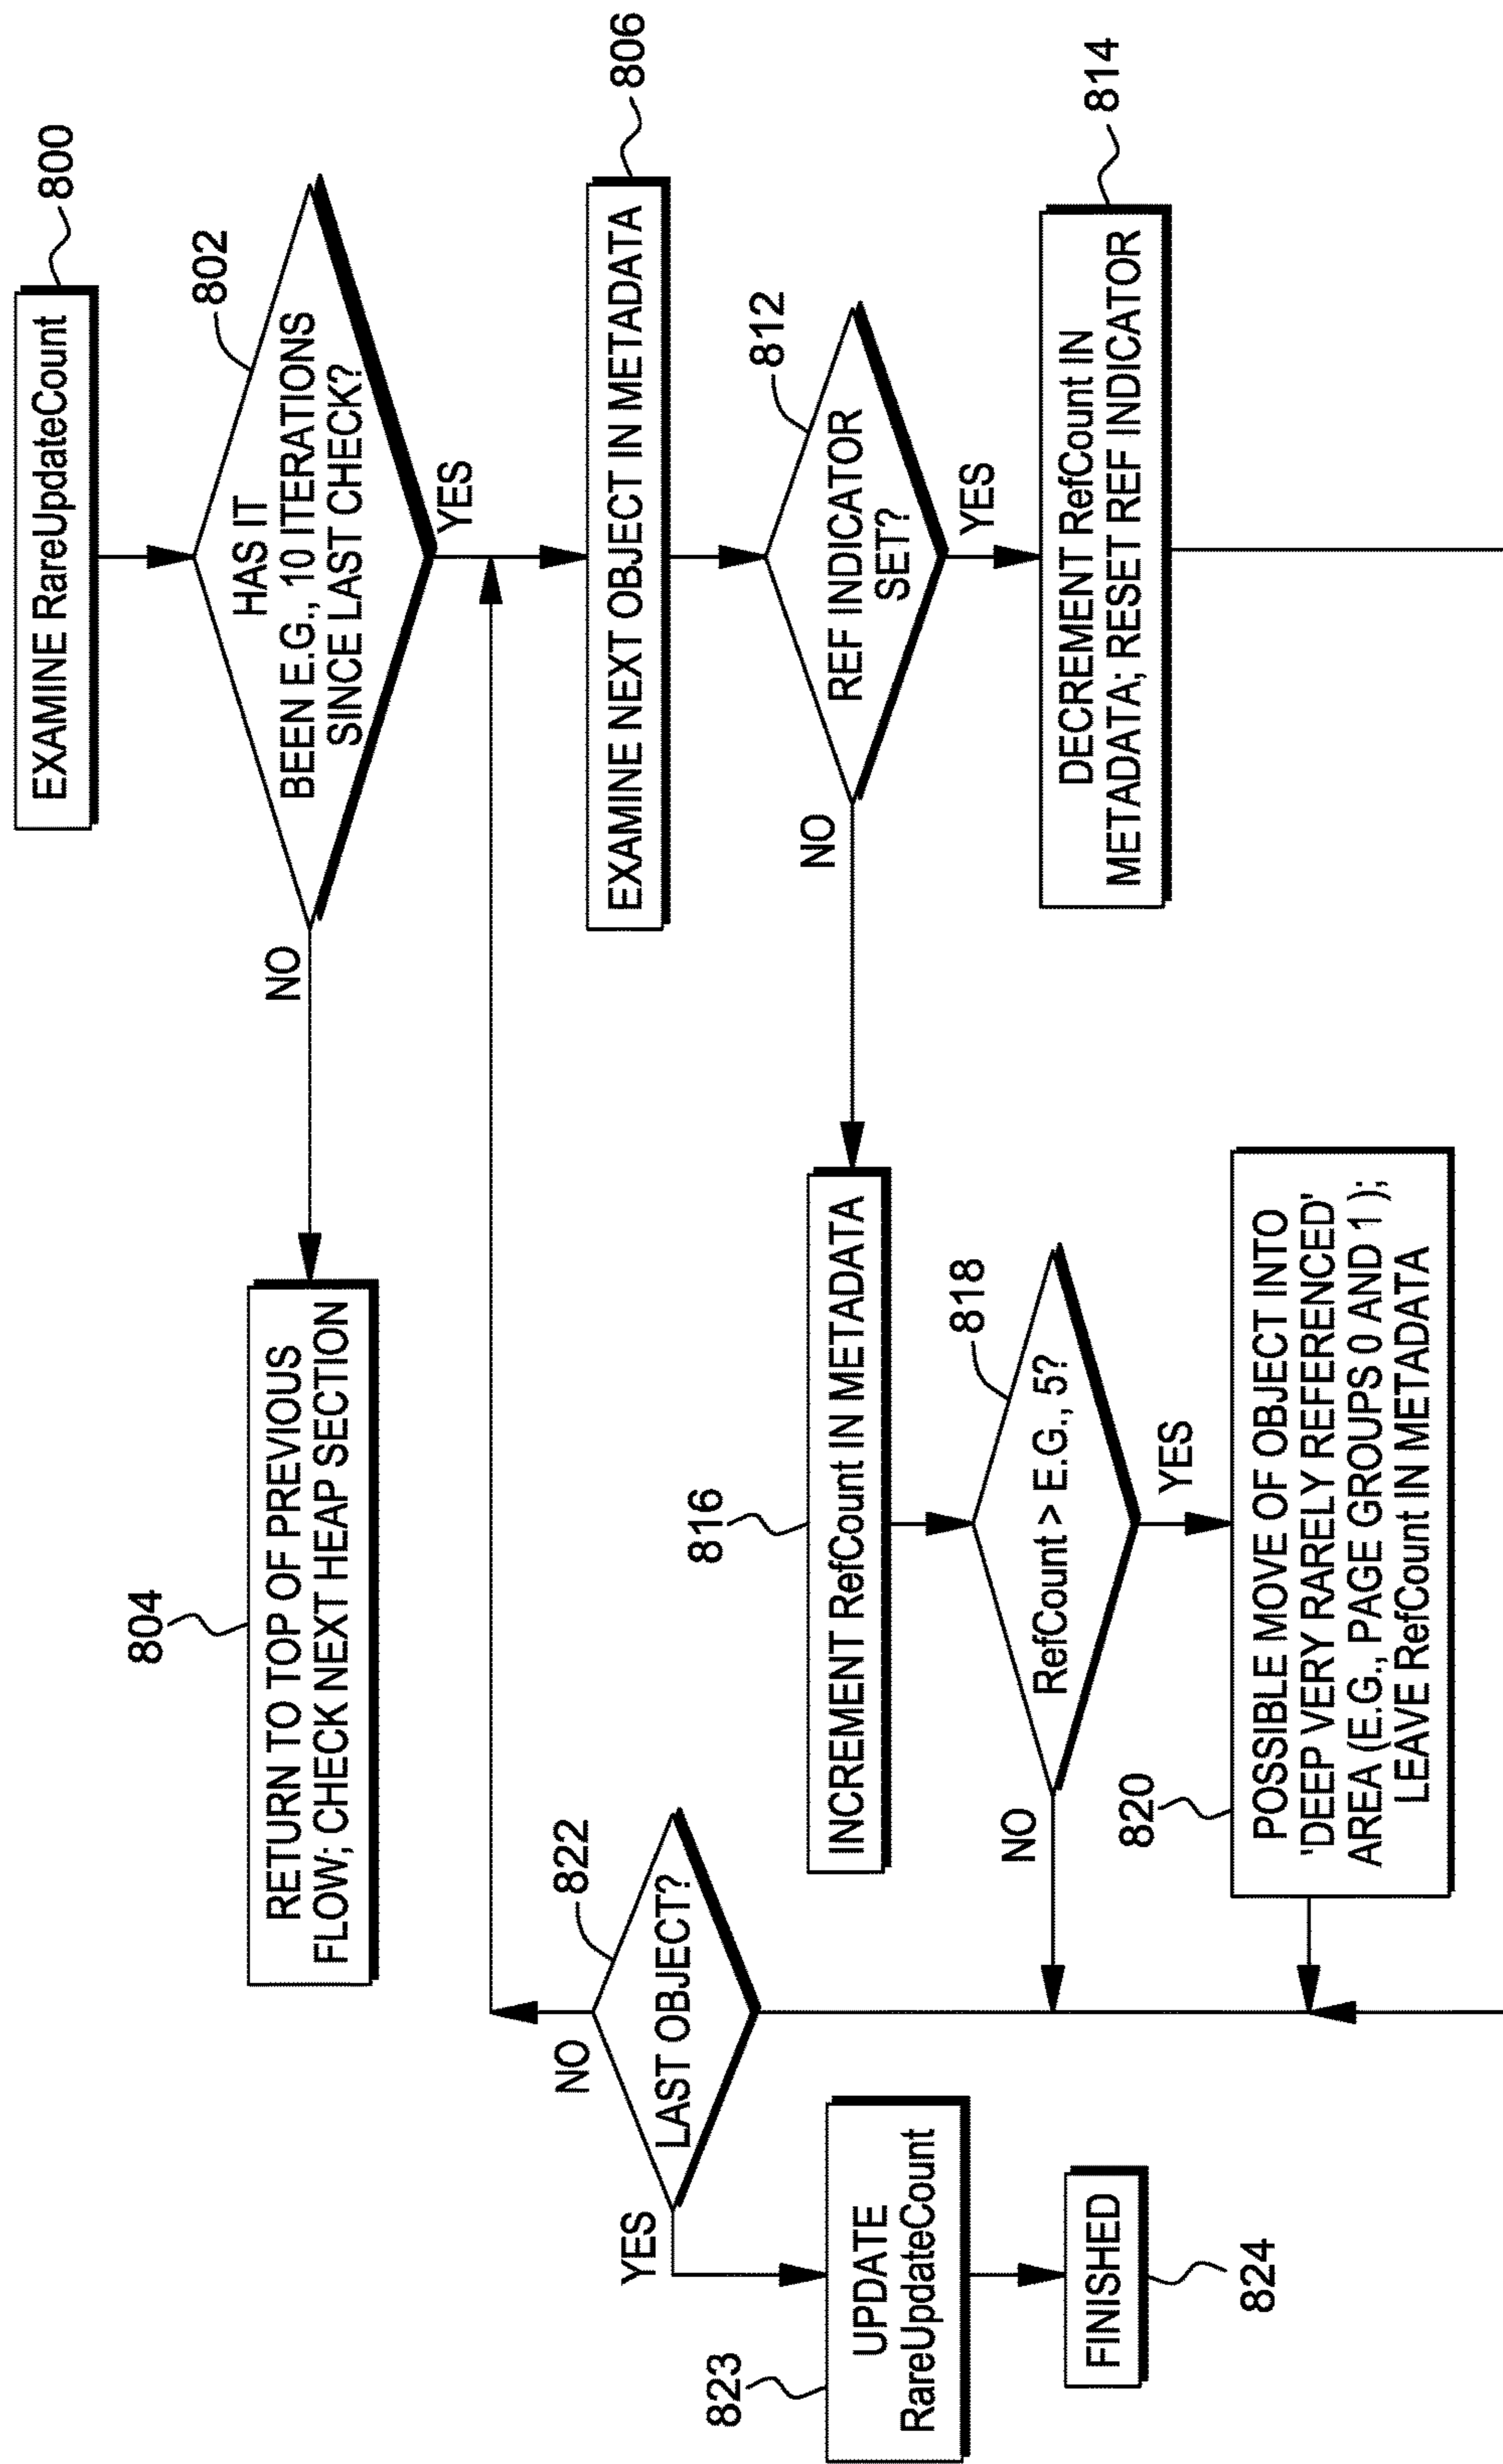 EXAMINE RareUpdateCount
800
HAS IT
BEEN E.G., 10 ITERATIONS
SINCE LAST CHECK?
802
NO
YES
RETURN TO TOP OF PREVIOUS
FLOW; CHECK NEXT HEAP SECTION
804
EXAMINE NEXT OBJECT IN METADATA
806
REF INDICATOR
SET?
812
NO
YES
DECREMENT RefCount IN
METADATA; RESET REF INDICATOR
814
INCREMENT RefCount IN METADATA
816
RefCount > E.G., 5?
818
NO
YES
POSSIBLE MOVE OF OBJECT INTO
'DEEP VERY RARELY REFERENCED'
AREA (E.G., PAGE GROUPS 0 AND 1 );
LEAVE RefCount IN METADATA
820
LAST OBJECT?
822
NO
YES
UPDATE
RareUpdateCount
823
FINISHED
824